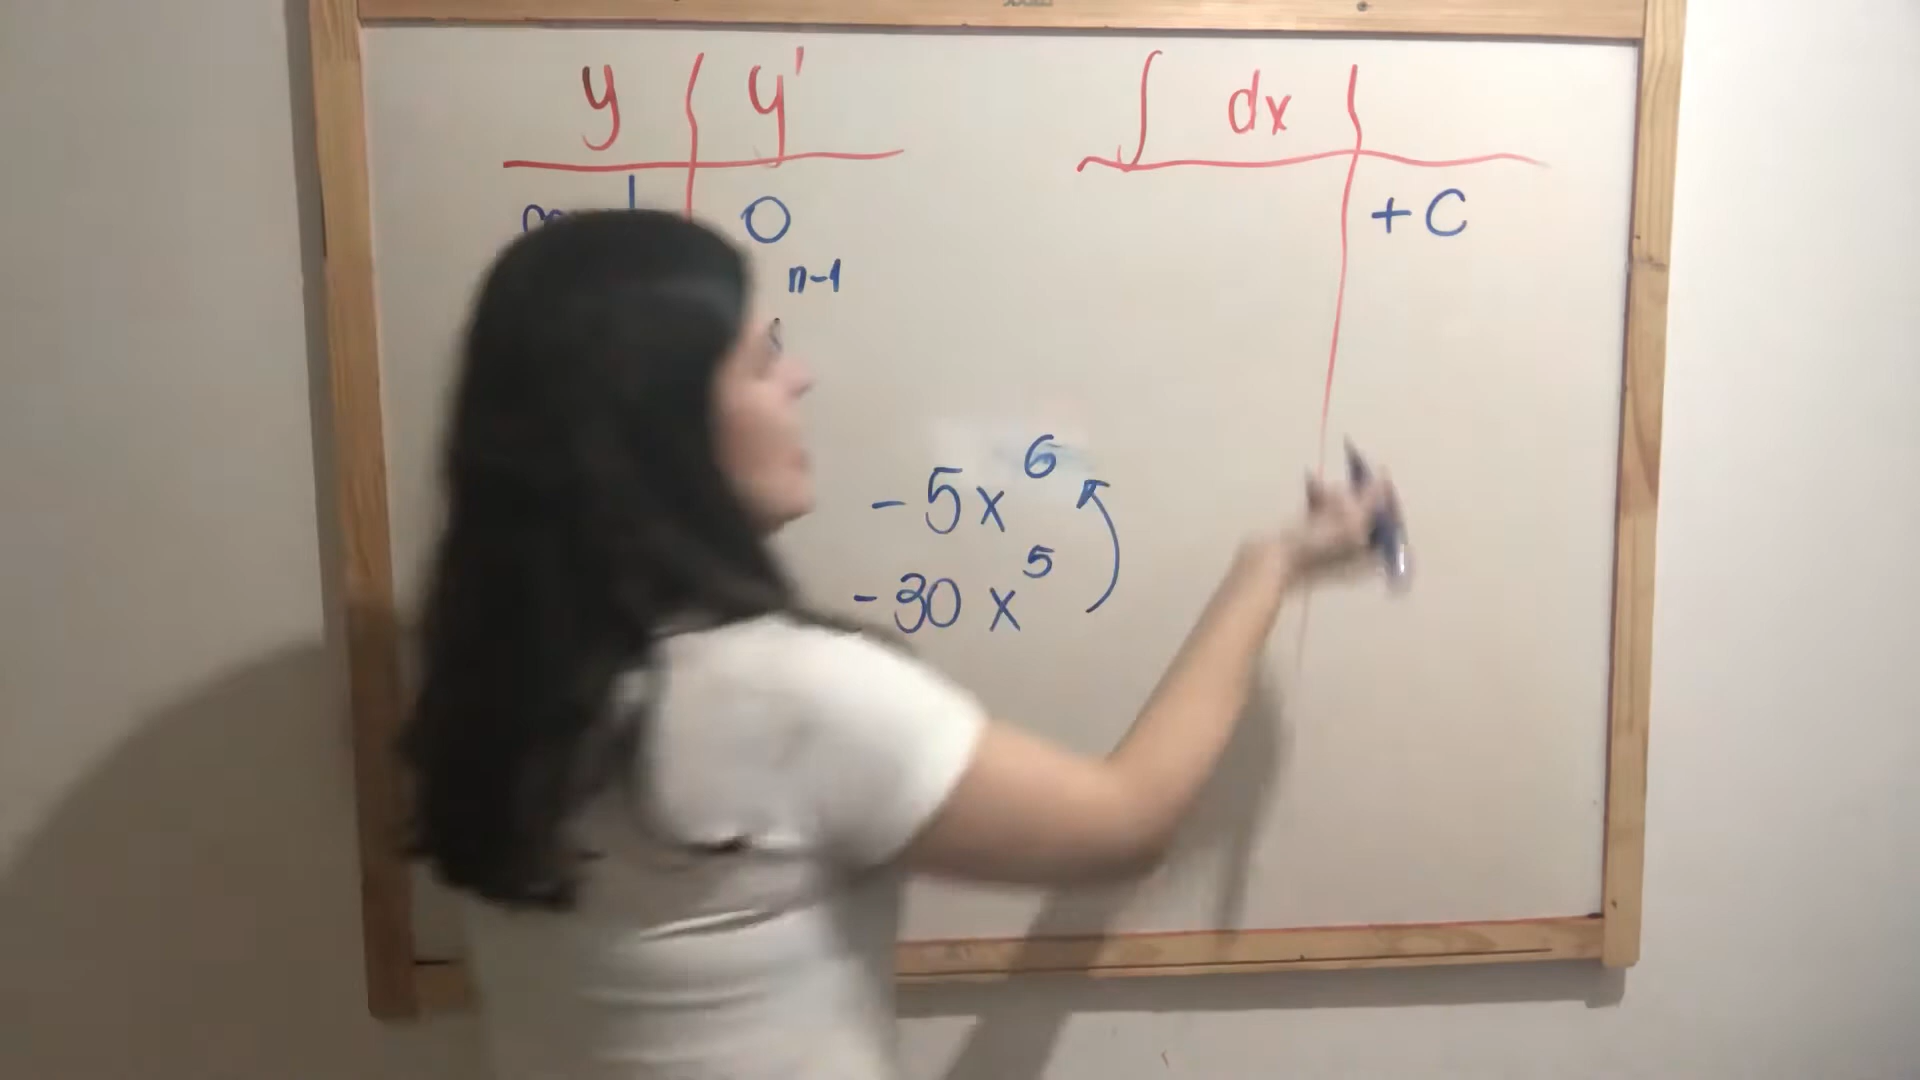 y y' ∫ dx
0 +C
n-1
-5x⁶
-30x⁵